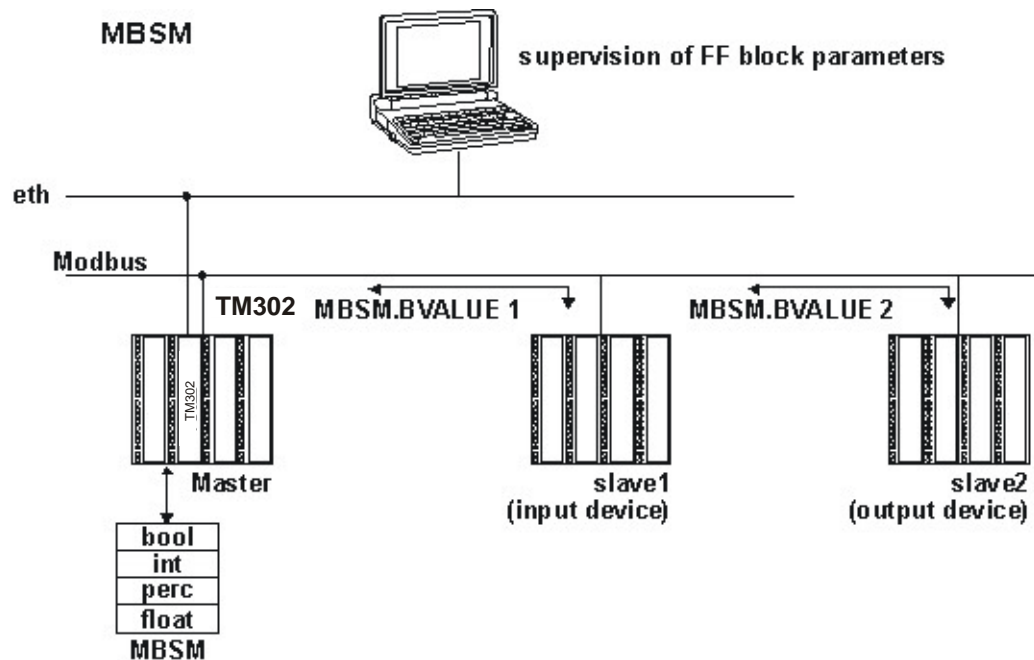 MBSM
supervision of FF block parameters
eth
Modbus
TM302
MBSM.BVALUE 1
MBSM.BVALUE 2
TM302
Master
slave1
(input device)
slave2
(output device)
bool
int
perc
float
MBSM